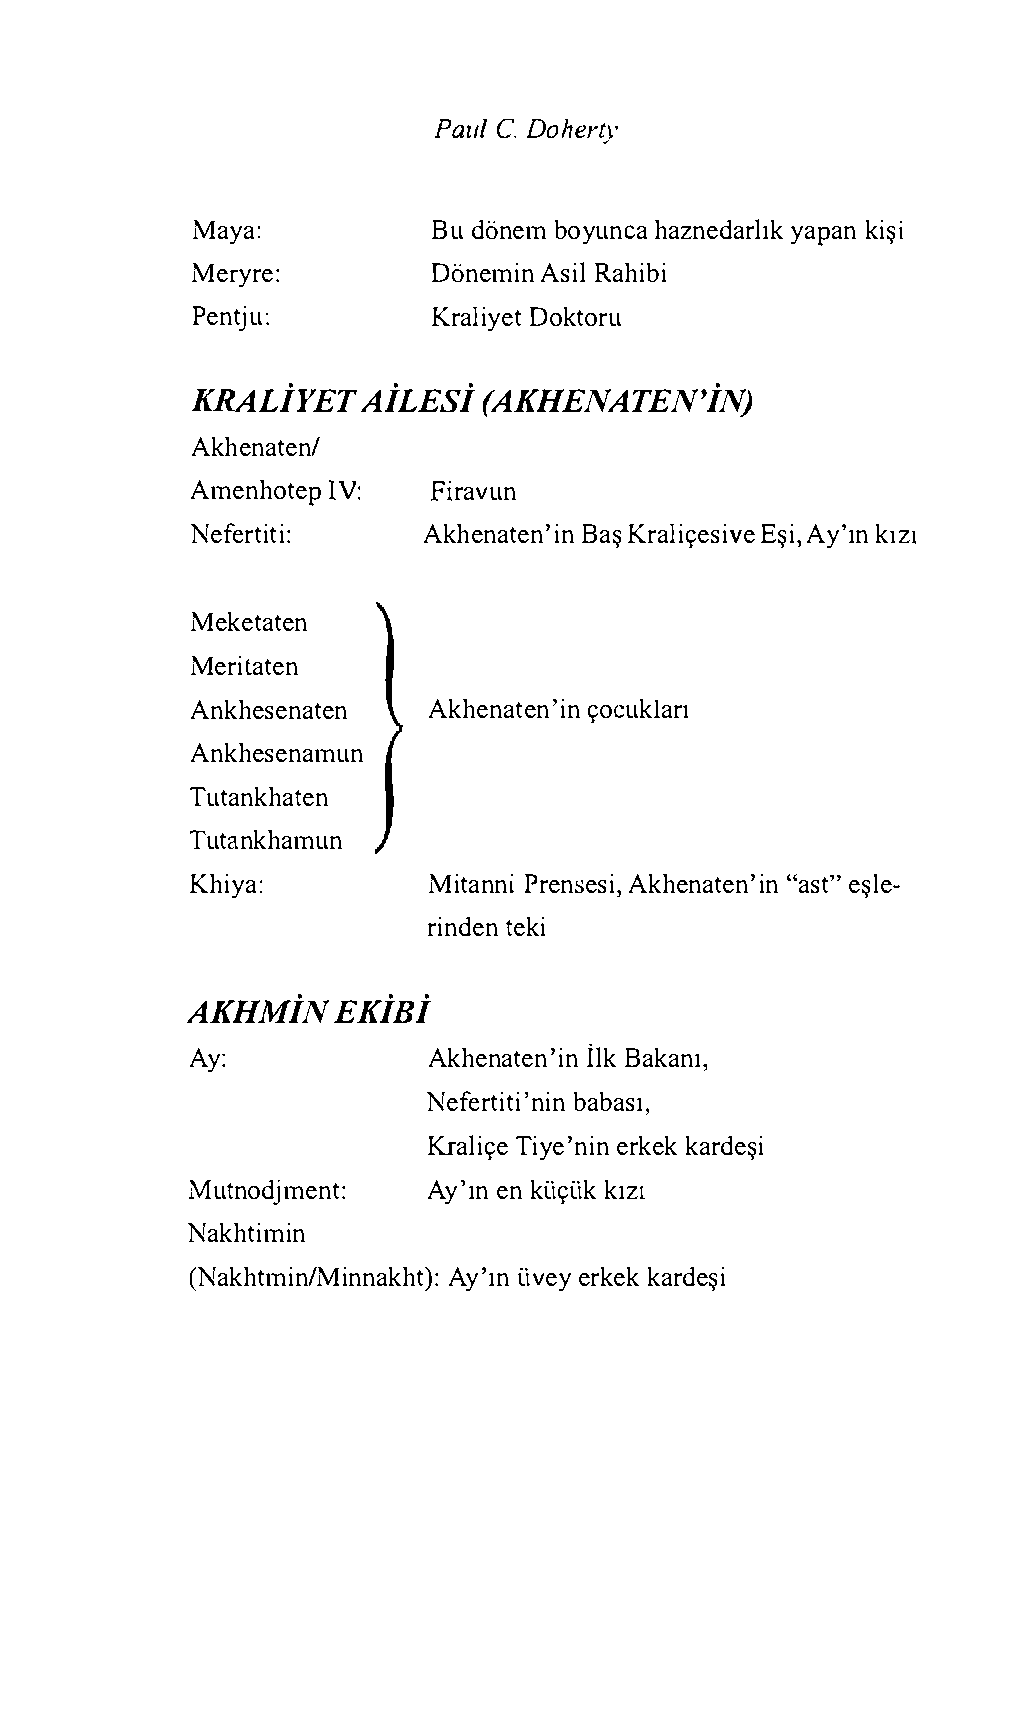 Paul C. Doherty
Maya: Bu dönem boyunca haznedarlık yapan kişi
Meryre: Dönemin Asil Rahibi
Pentju: Kraliyet Doktoru
KRALİYET AİLESİ (AKHENATEN’İN)
Akhenaten/
Amenhotep IV: Firavun
Nefertiti: Akhenaten’in Baş Kraliçesi ve Eşi, Ay’ın kızı
Meketaten
Meritaten
Ankhesenaten Akhenaten’in çocukları
Ankhesenamun
Tutankhaten
Tutankhamun
Khiya: Mitanni Prensesi, Akhenaten’in “ast” eşle-
rinden teki
AKHMİN EKİBİ
Ay: Akhenaten’in İlk Bakanı,
Nefertiti’nin babası,
Kraliçe Tiye’nin erkek kardeşi
Mutnodjment: Ay’ın en küçük kızı
Nakhtimin
(Nakhtmin/Minnakht): Ay’ın üvey erkek kardeşi